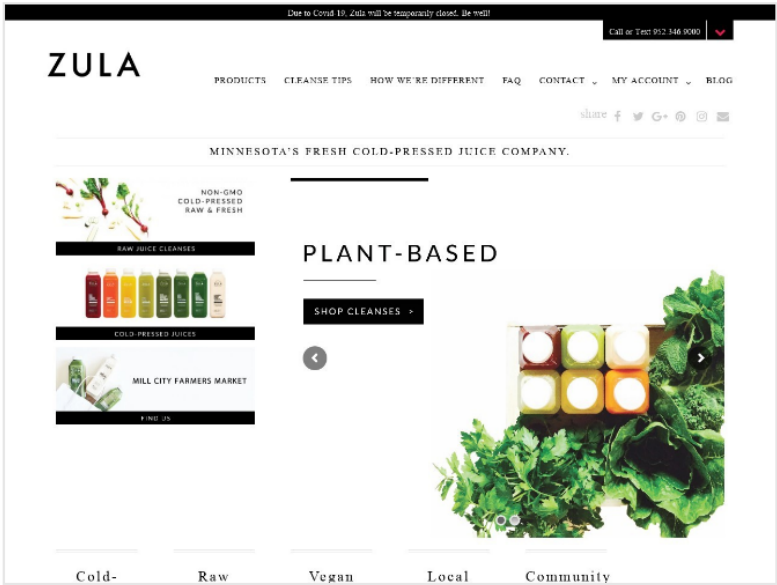 Due to Covid-19, Zula will be temporarily closed. Be well!
Call or Text 952.346.9000
ZULA
PRODUCTS CLEANSE TIPS HOW WE'RE DIFFERENT FAQ CONTACT MY ACCOUNT BLOG
share
MINNESOTA'S FRESH COLD-PRESSED JUICE COMPANY.
NON-GMO
COLD-PRESSED
RAW & FRESH
RAW JUICE CLEANSES
COLD-PRESSED JUICES
MILL CITY FARMERS MARKET
FIND US
PLANT-BASED
SHOP CLEANSES >
Cold- Raw Vegan Local Community